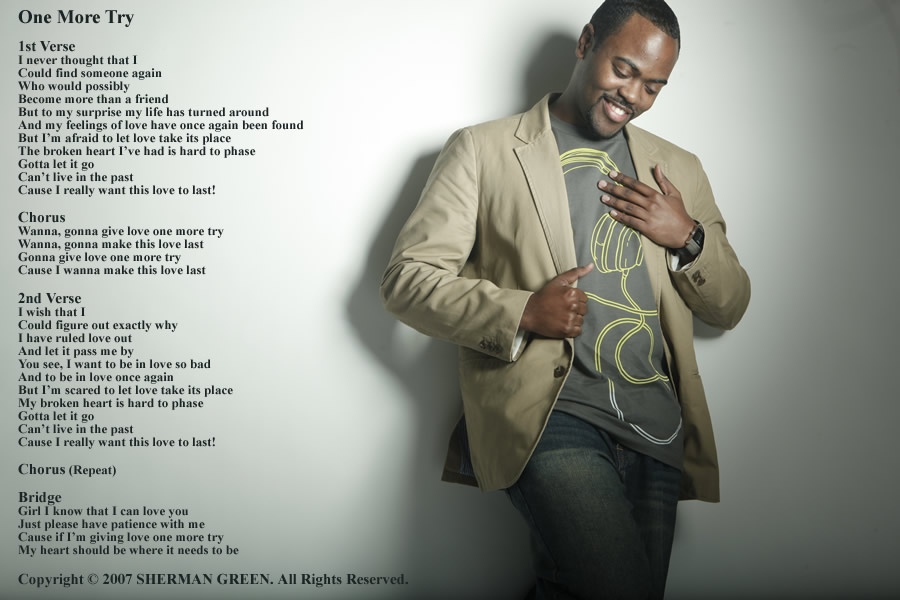 One More Try
1st Verse
I never thought that I
Could find someone again
Who would possibly
Become more than a friend
But to my surprise my life has turned around
And my feelings of love have once again been found
But I’m afraid to let love take its place
The broken heart I’ve had is hard to phase
Gotta let it go
Can’t live in the past
Cause I really want this love to last!
Chorus
Wanna, gonna give love one more try
Wanna, gonna make this love last
Gonna give love one more try
Cause I wanna make this love last
2nd Verse
I wish that I
Could figure out exactly why
I have ruled love out
And let it pass me by
You see, I want to be in love so bad
And to be in love once again
But I’m scared to let love take its place
My broken heart is hard to phase
Gotta let it go
Can’t live in the past
Cause I really want this love to last!
Chorus (Repeat)
Bridge
Girl I know that I can love you
Just please have patience with me
Cause if I’m giving love one more try
My heart should be where it needs to be
Copyright © 2007 SHERMAN GREEN. All Rights Reserved.